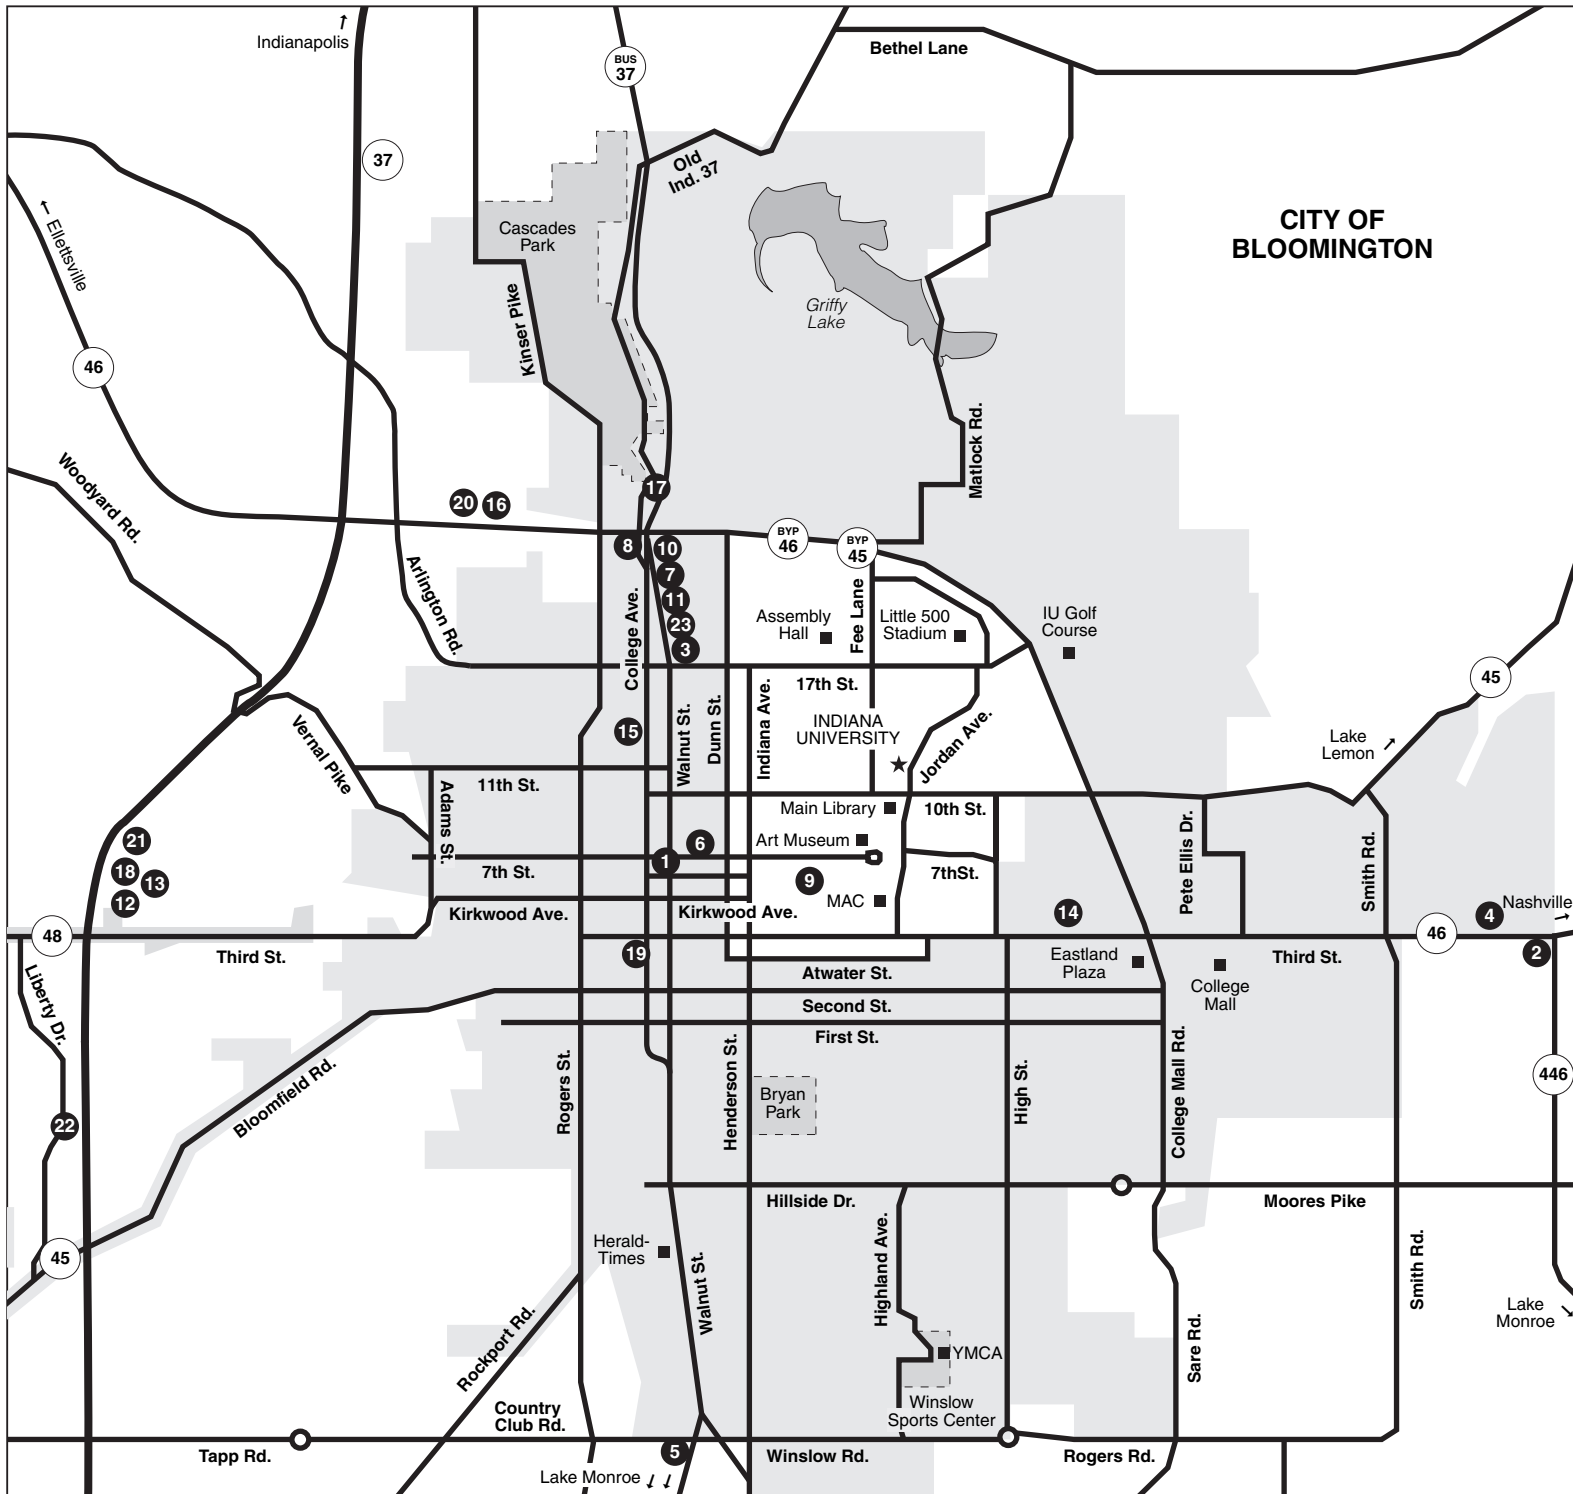 Indianapolis
BUS
37
Bethel Lane
37
Old
Ind. 37
Ellettsville
Cascades
Park
CITY OF
BLOOMINGTON
Griffy
Lake
Kinser Pike
46
Matlock Rd.
Woodyard Rd.
20
16
17
8
10
BYP
46
BYP
45
7
11
23
3
Arlington Rd.
College Ave.
Assembly
Hall
Fee Lane
Little 500
Stadium
IU Golf
Course
17th St.
45
15
Walnut St.
Dunn St.
Indiana Ave.
INDIANA
UNIVERSITY
Jordan Ave.
Lake
Lemon
Vernal Pike
11th St.
Adams St.
Main Library
10th St.
Art Museum
Pete Ellis Dr.
Smith Rd.
21
18
13
12
6
1
7th St.
9
7thSt.
MAC
14
Kirkwood Ave.
Kirkwood Ave.
4
Nashville
48
46
2
Third St.
19
Atwater St.
Eastland
Plaza
College
Mall
Third St.
Liberty Dr.
Second St.
First St.
Bloomfield Rd.
Rogers St.
Henderson St.
Bryan
Park
High St.
College Mall Rd.
446
22
Hillside Dr.
Moores Pike
45
Herald-
Times
Walnut St.
Highland Ave.
Smith Rd.
Lake
Monroe
Rockport Rd.
YMCA
Sare Rd.
Winslow
Sports Center
Country
Club Rd.
Tapp Rd.
5
Winslow Rd.
Rogers Rd.
Lake Monroe